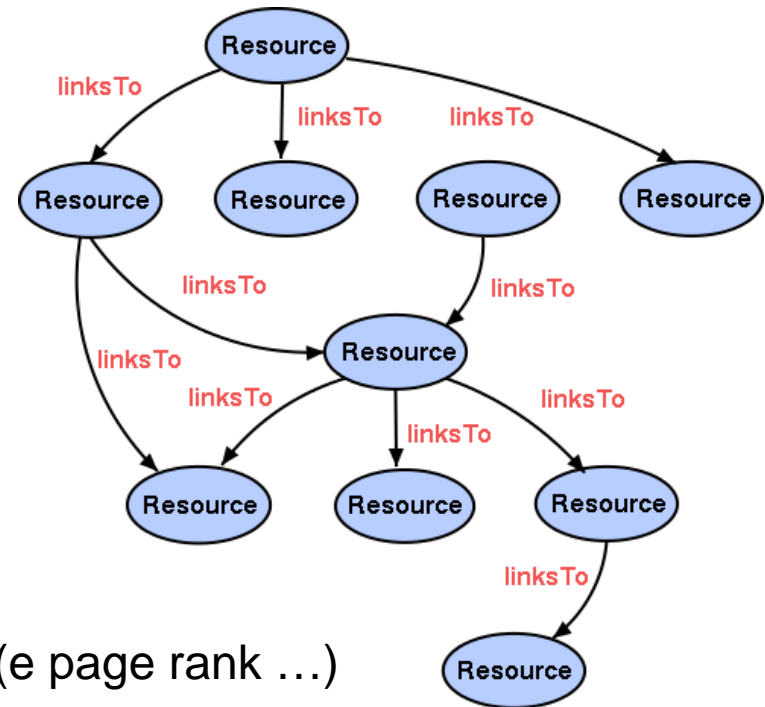 Resource
linksTo
linksTo linksTo
Resource Resource Resource Resource
linksTo linksTo
Resource
linksTo
linksTo linksTo
linksTo
Resource Resource Resource
linksTo
(e page rank …)
Resource